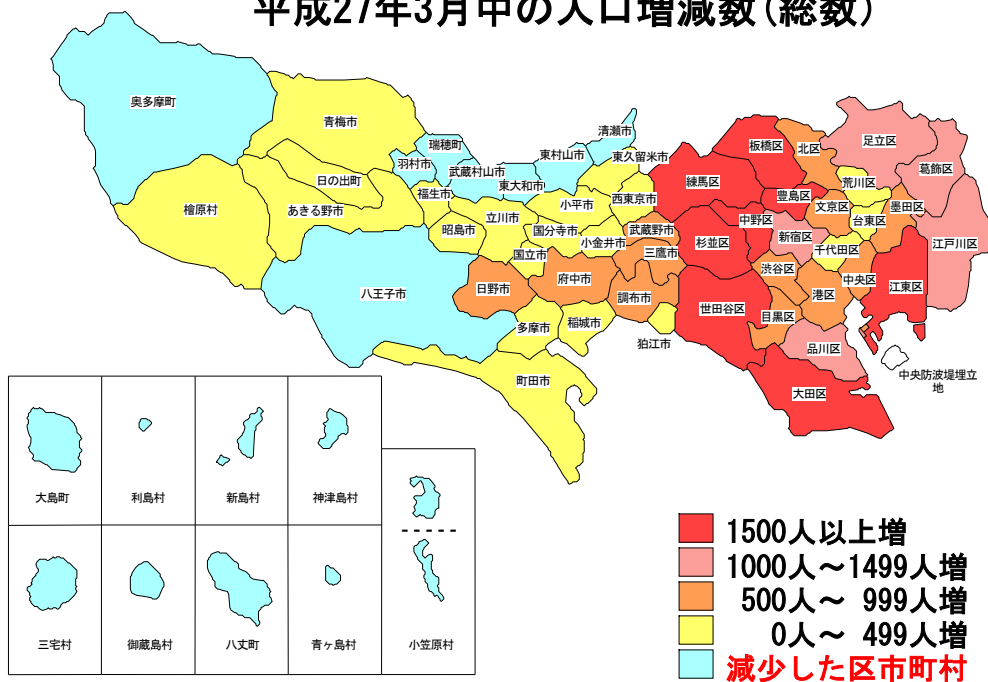 平成27年3月中の人口増減数(総数)
奥多摩町
青梅市
瑞穂町
羽村市
武蔵村山市
東大和市
東村山市
清瀬市
東久留米市
日の出町
福生市
檜原村
あきる野市
昭島市
立川市
小平市
西東京市
国分寺市
小金井市
武蔵野市
三鷹市
国立市
八王子市
日野市
府中市
調布市
多摩市
稲城市
狛江市
町田市
板橋区
北区
足立区
葛飾区
練馬区
豊島区
荒川区
文京区
台東区
墨田区
中野区
新宿区
杉並区
千代田区
江戸川区
渋谷区
中央区
江東区
世田谷区
港区
目黒区
品川区
大田区
中央防波堤埋立
地
大島町
利島村
新島村
神津島村
三宅村
御蔵島村
八丈町
青ヶ島村
小笠原村
1500人以上増
1000人～1499人増
500人～ 999人増
0人～ 499人増
減少した区市町村